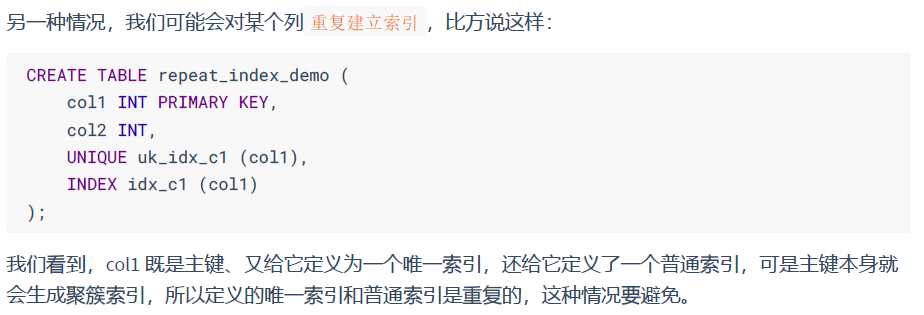 另一种情况，我们可能会对某个列 重复建立索引 ，比方说这样：
CREATE TABLE repeat_index_demo (
    col1 INT PRIMARY KEY,
    col2 INT,
    UNIQUE uk_idx_c1 (col1),
    INDEX idx_c1 (col1)
);
我们看到，col1 既是主键、又给它定义为一个唯一索引，还给它定义了一个普通索引，可是主键本身就
会生成聚簇索引，所以定义的唯一索引和普通索引是重复的，这种情况要避免。